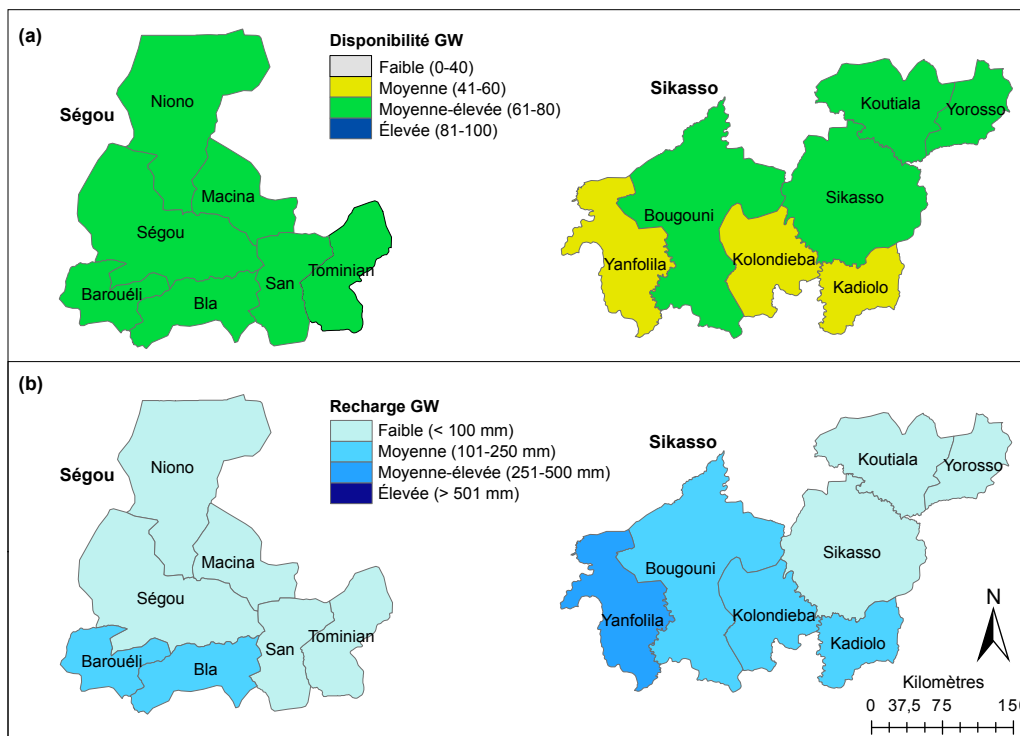 (a)
Disponibilité GW
Faible (0-40)
Moyenne (41-60)
Moyenne-élevée (61-80)
Élevée (81-100)
Ségou
Niono
Macina
Ségou
Barouéli
Bla
San
Tominian
Sikasso
Koutiala
Yorosso
Sikasso
Bougouni
Yanfolila
Kolondieba
Kadiolo
(b)
Recharge GW
Faible (< 100 mm)
Moyenne (101-250 mm)
Moyenne-élevée (251-500 mm)
Élevée (> 501 mm)
Ségou
Niono
Macina
Ségou
Barouéli
Bla
San
Tominian
Sikasso
Koutiala
Yorosso
Sikasso
Bougouni
Yanfolila
Kolondieba
Kadiolo
N
Kilomètres
0 37,5 75 150